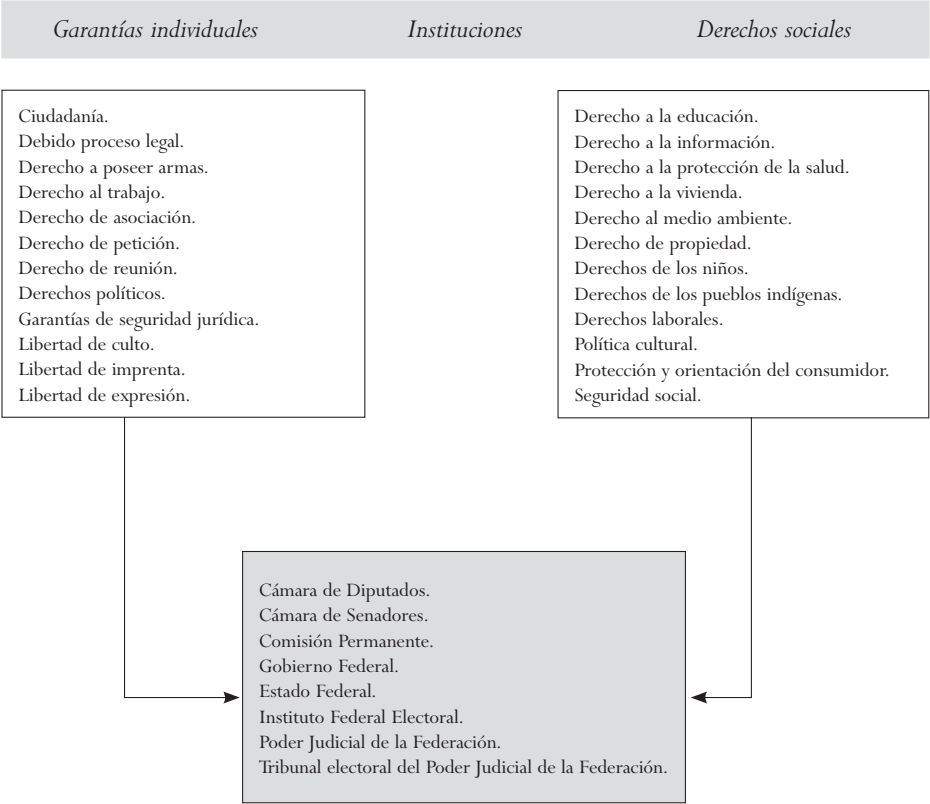 Garantías individuales
Instituciones
Derechos sociales
Ciudadanía.
Debido proceso legal.
Derecho a poseer armas.
Derecho al trabajo.
Derecho de asociación.
Derecho de petición.
Derecho de reunión.
Derechos políticos.
Garantías de seguridad jurídica.
Libertad de culto.
Libertad de imprenta.
Libertad de expresión.
Derecho a la educación.
Derecho a la información.
Derecho a la protección de la salud.
Derecho a la vivienda.
Derecho al medio ambiente.
Derecho de propiedad.
Derechos de los niños.
Derechos de los pueblos indígenas.
Derechos laborales.
Política cultural.
Protección y orientación del consumidor.
Seguridad social.
Cámara de Diputados.
Cámara de Senadores.
Comisión Permanente.
Gobierno Federal.
Estado Federal.
Instituto Federal Electoral.
Poder Judicial de la Federación.
Tribunal electoral del Poder Judicial de la Federación.